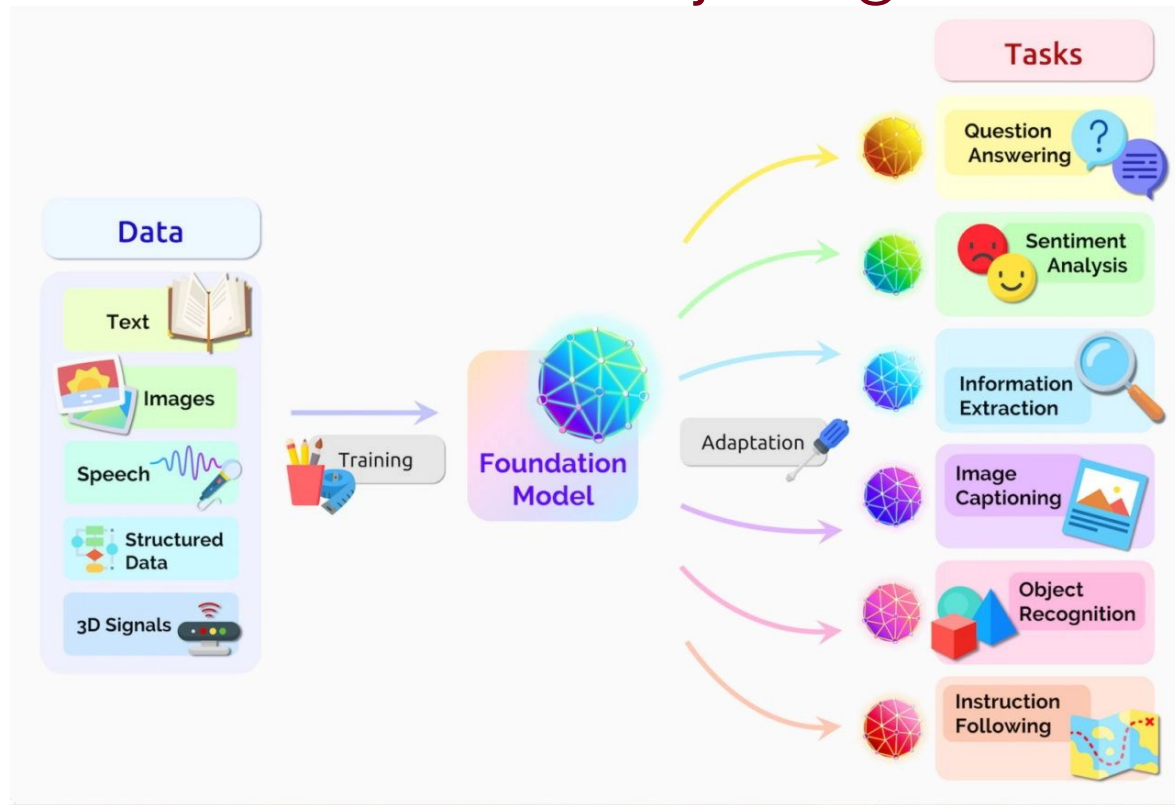 Data
Text
Images
Speech
Structured
Data
3D Signals
Training
Foundation
Model
Adaptation
Tasks
Question
Answering
?
Sentiment
Analysis
Information
Extraction
Image
Captioning
Object
Recognition
Instruction
Following